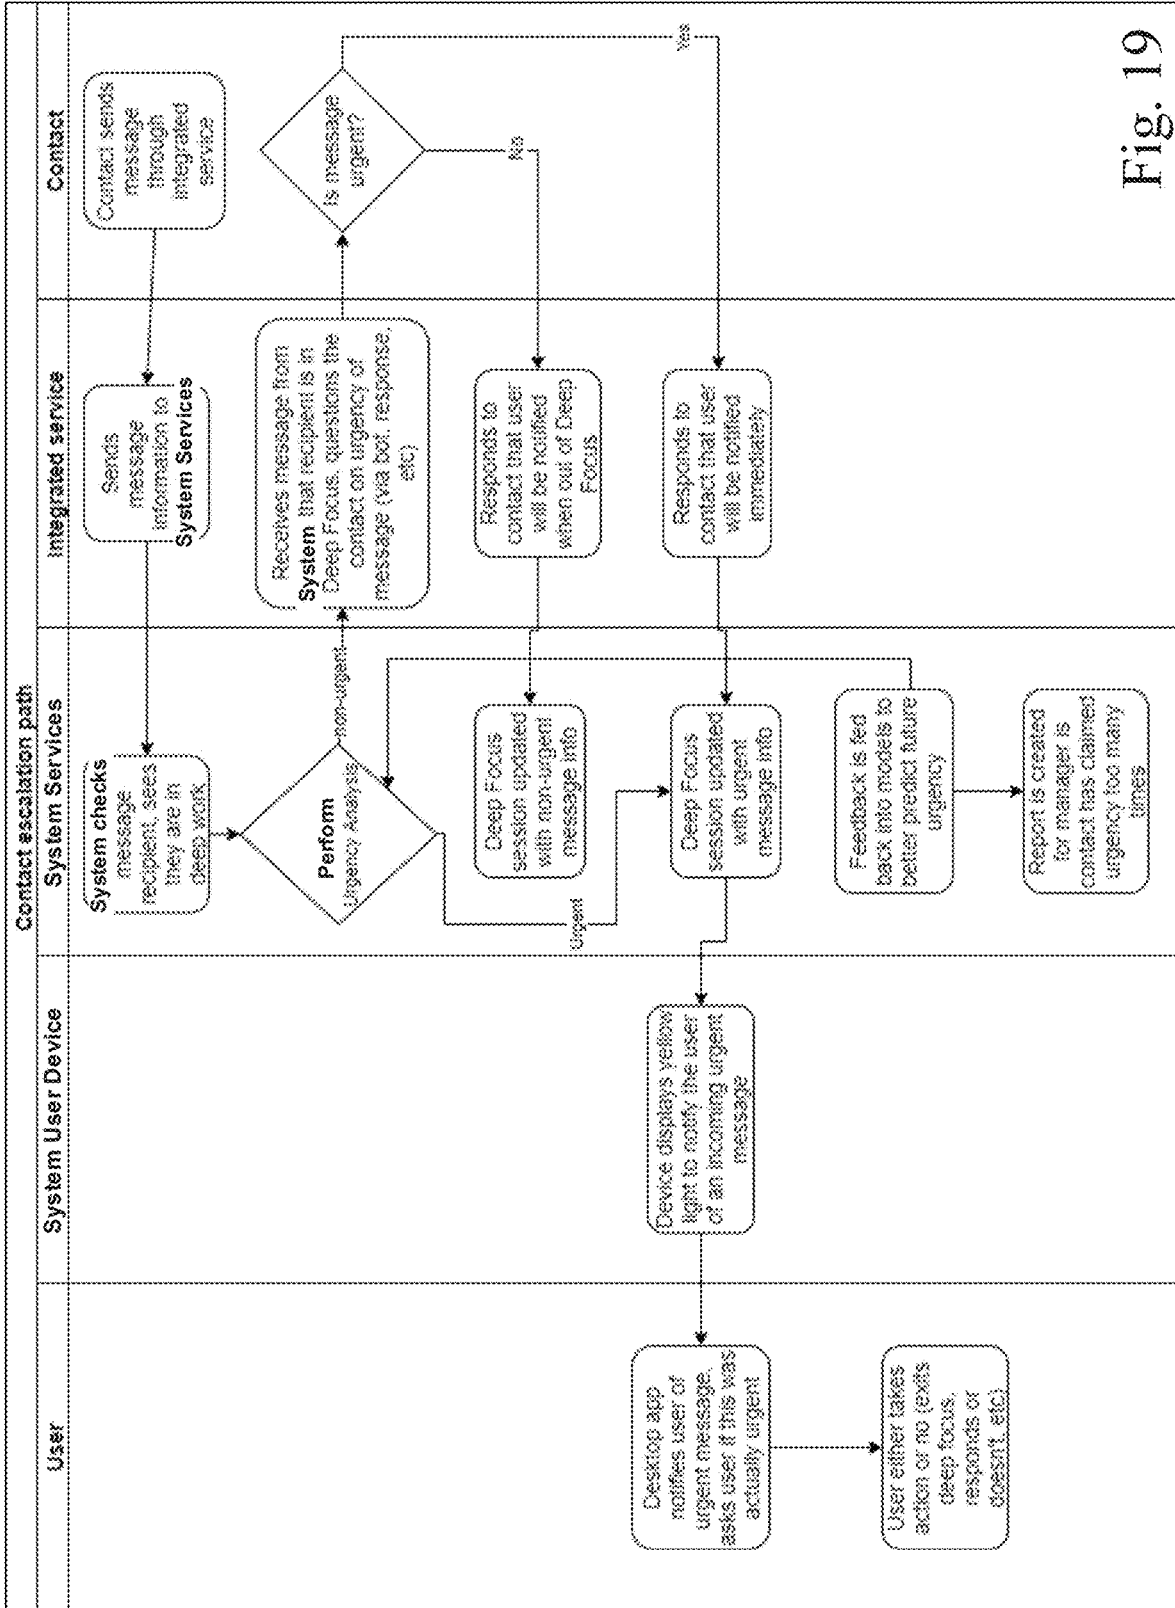 Contact escalation path
User
System User Device
System Services
Integrated service
Contact
Contact sends
message
through
integrated
service
Sends
message
information to
System Services
System checks
message
recipient, sees
they are in
deep work
Perform
Urgency Analysis
non-urgent
Urgent
Receives message from
System that recipient is in
Deep Focus, questions the
contact on urgency of
message (via bot, response,
etc)
Is message
urgent?
No
Yes
Responds to
contact that user
will be notified
when out of Deep
Focus
Deep Focus
session updated
with non-urgent
message info
Responds to
contact that user
will be notified
immediately
Deep Focus
session updated
with urgent
message info
Device displays yellow
light to notify the user
of an incoming urgent
message
Desktop app
notifies user of
urgent message,
asks user if this was
actually urgent
User either takes
action or no (exits
deep focus,
responds or
doesn't, etc)
Feedback is fed
back into models to
better predict future
urgency
Report is created
for manager is
contact has claimed
urgency too many
times
Fig. 19